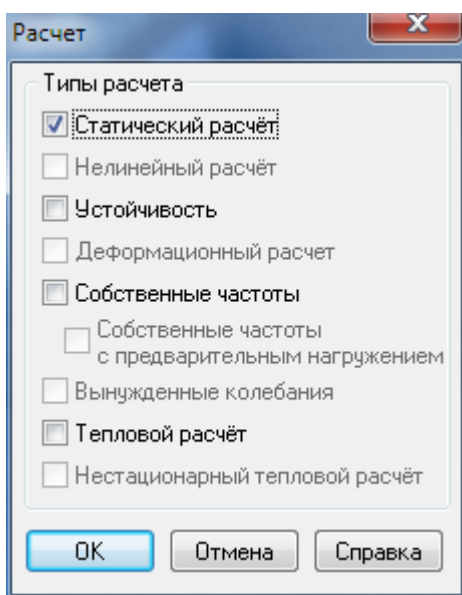 Расчет
Типы расчета
Статический расчёт
Нелинейный расчёт
Устойчивость
Деформационный расчет
Собственные частоты
Собственные частоты
с предварительным нагружением
Вынужденные колебания
Тепловой расчёт
Нестационарный тепловой расчёт
OK Отмена Справка